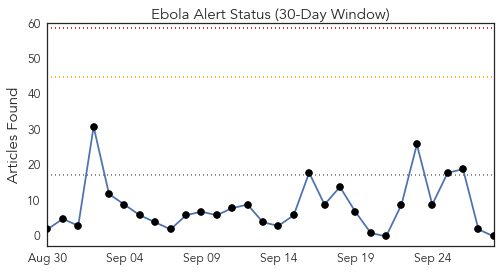 Ebola Alert Status (30-Day Window)
Articles Found
60
50
40
30
20
10
0
Aug 30 Sep 04 Sep 09 Sep 14 Sep 19 Sep 24